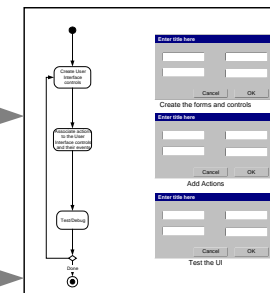 Create User
Interface
controls
Associate actions
to the User
Interface controls
and their events
Test/Debug
Done
Enter title here
Cancel
OK
Create the forms and controls
Enter title here
Cancel
OK
Add Actions
Enter title here
Cancel
OK
Test the UI